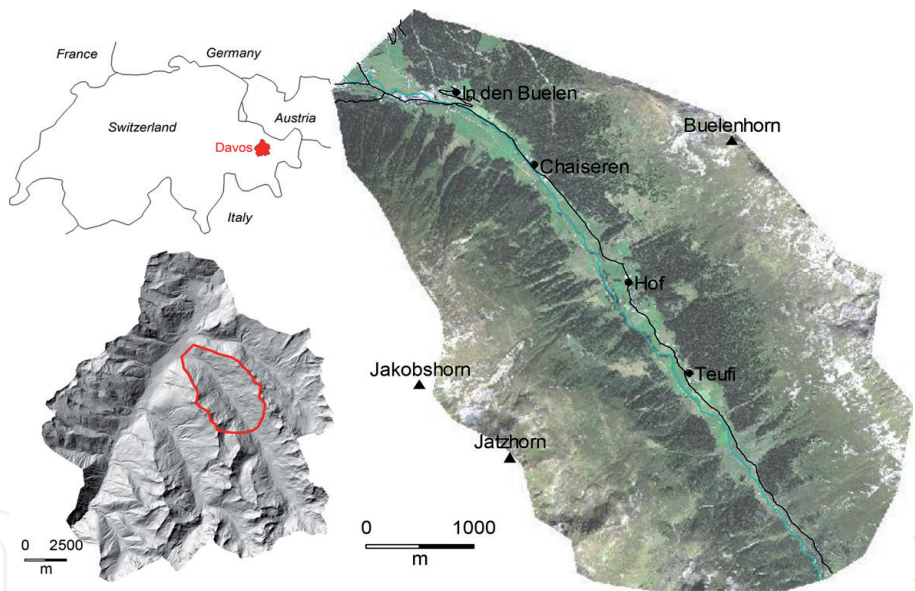 France
Germany
Switzerland
Austria
Davos
Italy
0 2500
m
In den Buelen
Buelenhorn
Chaiseren
Hof
Jakobshorn
Teufi
Jatzhorn
0 1000
m